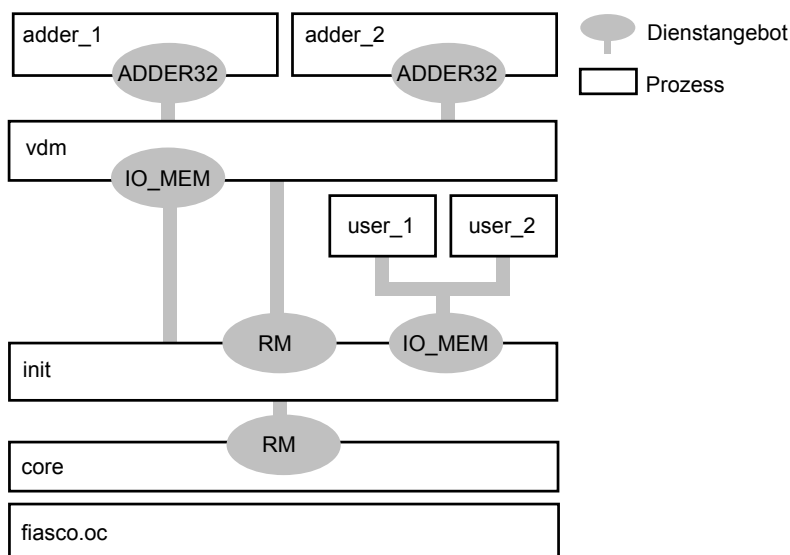 adder_1
adder_2
Dienstangebot
ADDER32
ADDER32
Prozess
vdm
IO_MEM
user_1
user_2
RM
IO_MEM
init
RM
core
fiasco.oc